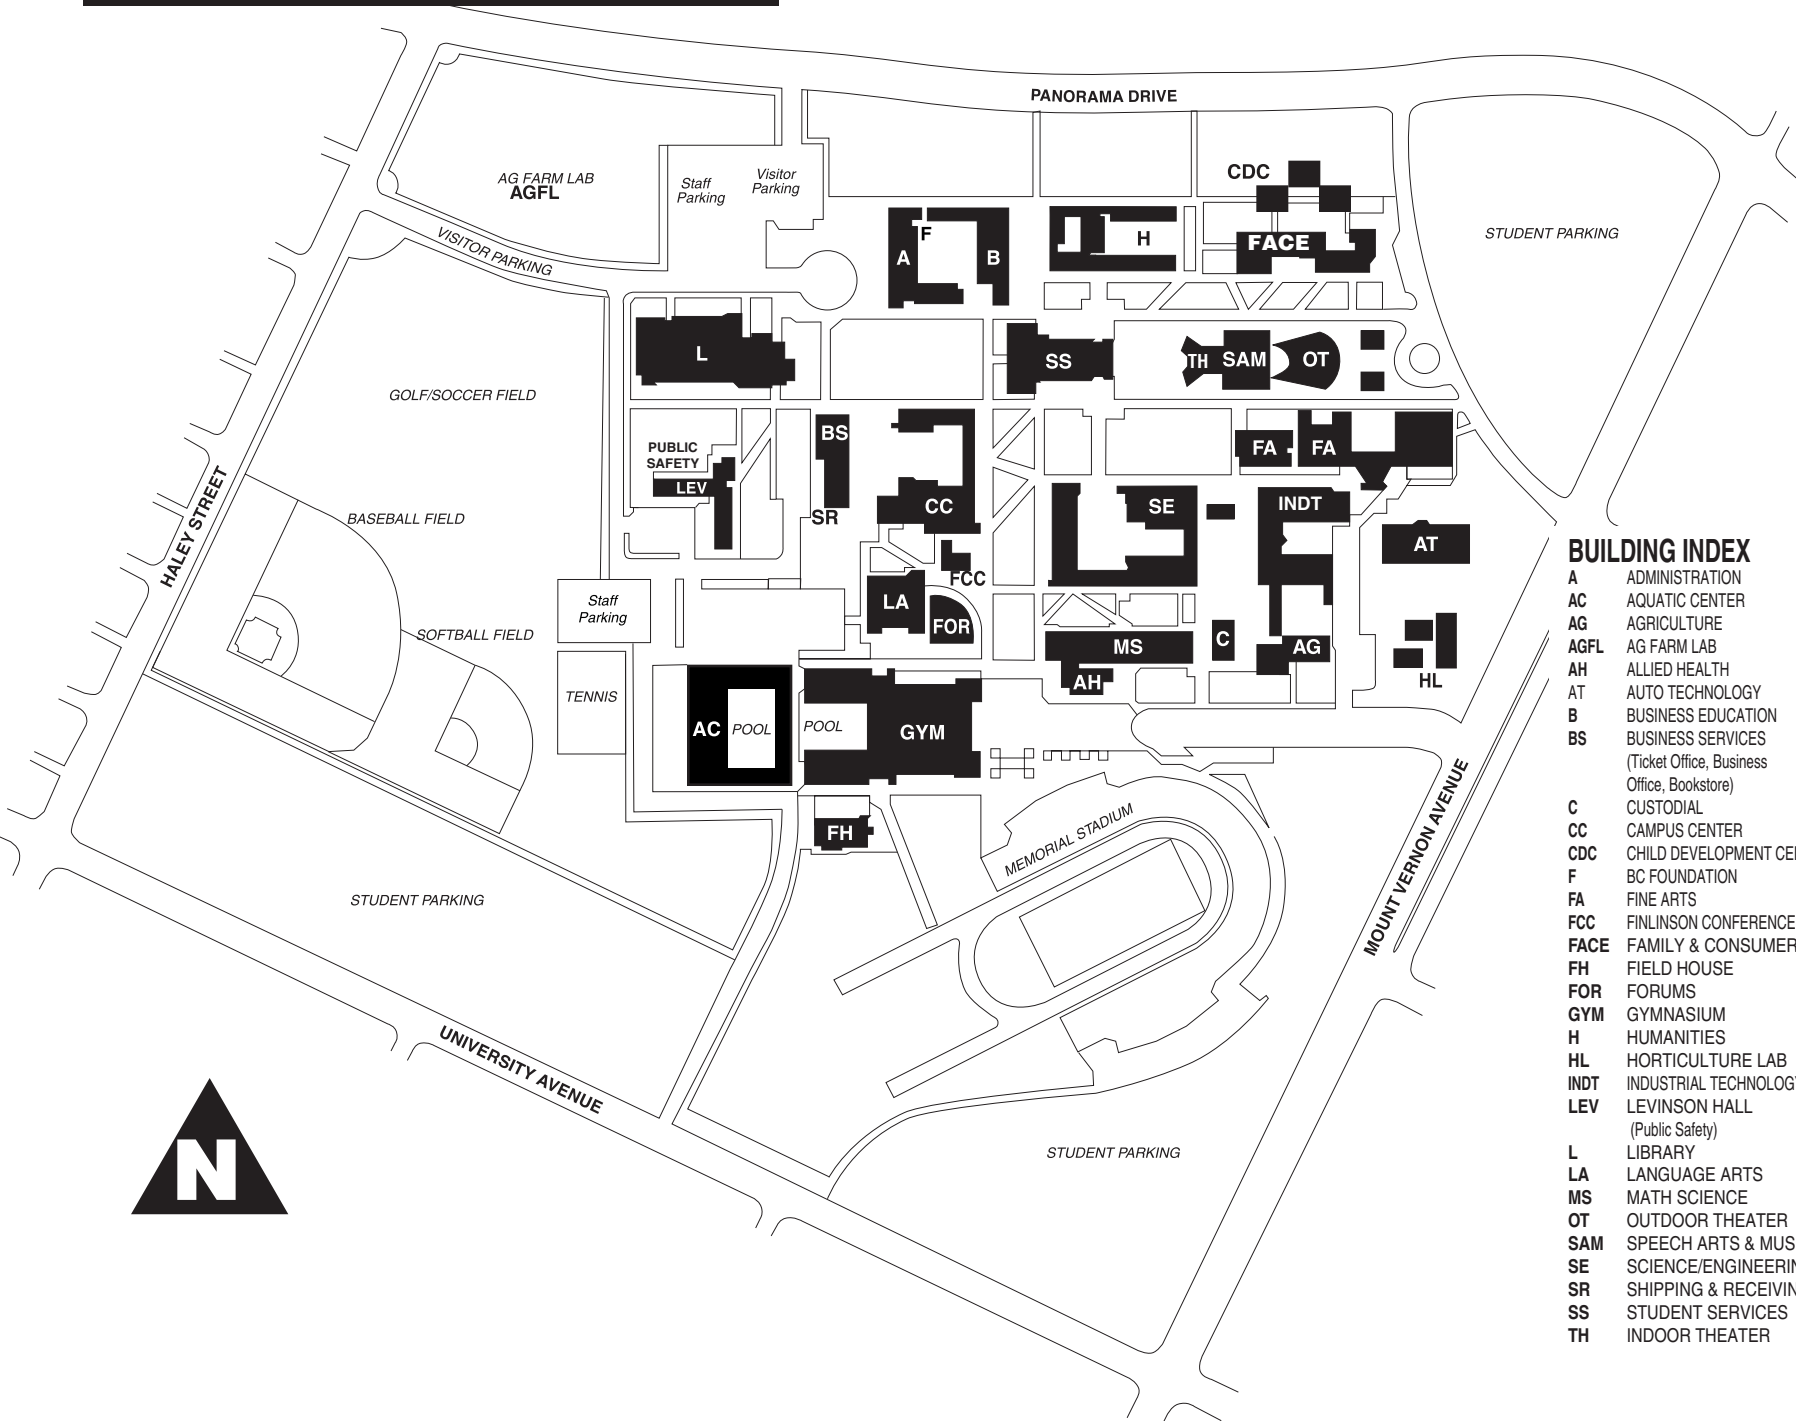 PANORAMA DRIVE
CDC
AG FARM LAB
AGFL
Staff
Parking
Visitor
Parking
VISITOR PARKING
A
F
B
H
FACE
STUDENT PARKING
L
SS
TH
SAM
OT
GOLF/SOCCER FIELD
PUBLIC
SAFETY
LEV
BS
SR
CC
FA
FA
SE
INDT
AT
HALEY STREET
BASEBALL FIELD
FCC
LA
FOR
Staff
Parking
SOFTBALL FIELD
MS
C
AG
AH
HL
TENNIS
AC
POOL
POOL
GYM
FH
MEMORIAL STADIUM
MOUNT VERNON AVENUE
STUDENT PARKING
UNIVERSITY AVENUE
STUDENT PARKING
N
BUILDING INDEX
A ADMINISTRATION
AC AQUATIC CENTER
AG AGRICULTURE
AGFL AG FARM LAB
AH ALLIED HEALTH
AT AUTO TECHNOLOGY
B BUSINESS EDUCATION
BS BUSINESS SERVICES
(Ticket Office, Business
Office, Bookstore)
C CUSTODIAL
CC CAMPUS CENTER
CDC CHILD DEVELOPMENT
F BC FOUNDATION
FA FINE ARTS
FCC FINLINSON CONFERENCE
FACE FAMILY & CONSUMER
FH FIELD HOUSE
FOR FORUMS
GYM GYMNASIUM
H HUMANITIES
HL HORTICULTURE LAB
INDT INDUSTRIAL TECHNOLOGY
LEV LEVINSON HALL
(Public Safety)
L LIBRARY
LA LANGUAGE ARTS
MS MATH SCIENCE
OT OUTDOOR THEATER
SAM SPEECH ARTS & MUS
SE SCIENCE/ENGINEERIN
SR SHIPPING & RECEIVIN
SS STUDENT SERVICES
TH INDOOR THEATER